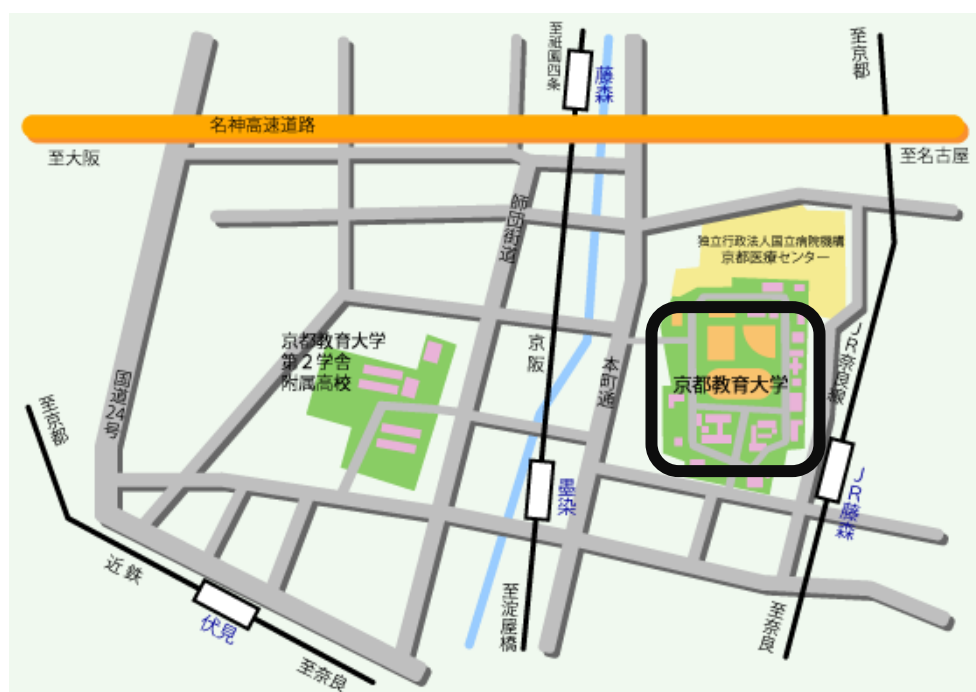 至祇園四条
藤森
至京都
名神高速道路
至大阪
至名古屋
師団街道
独立行政法人国立病院機構
京都医療センター
京都教育大学
第2学舎
附属高校
京阪
本町通
京都教育大学
JR奈良線
国道24号
至京都
墨染
JR藤森
近鉄
伏見
至奈良
至淀屋橋
至奈良